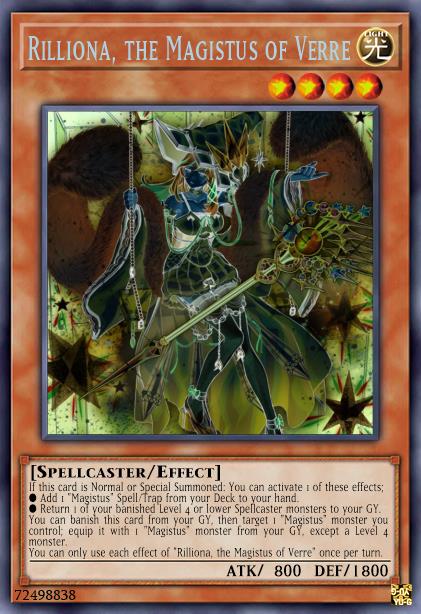 RILLIONA, THE MAGISTUS OF VERRE
LIGHT
光
[SPELLCASTER/EFFECT]
If this card is Normal or Special Summoned: You can activate 1 of these effects;
● Add 1 "Magistus" Spell/Trap from your Deck to your hand.
● Return 1 of your banished Level 4 or lower Spellcaster monsters to your GY.
You can banish this card from your GY, then target 1 "Magistus" monster you
control; equip it with 1 "Magistus" monster from your GY, except a Level 4
monster.
You can only use each effect of "Rilliona, the Magistus of Verre" once per turn.
ATK/ 800 DEF/1800
72498838